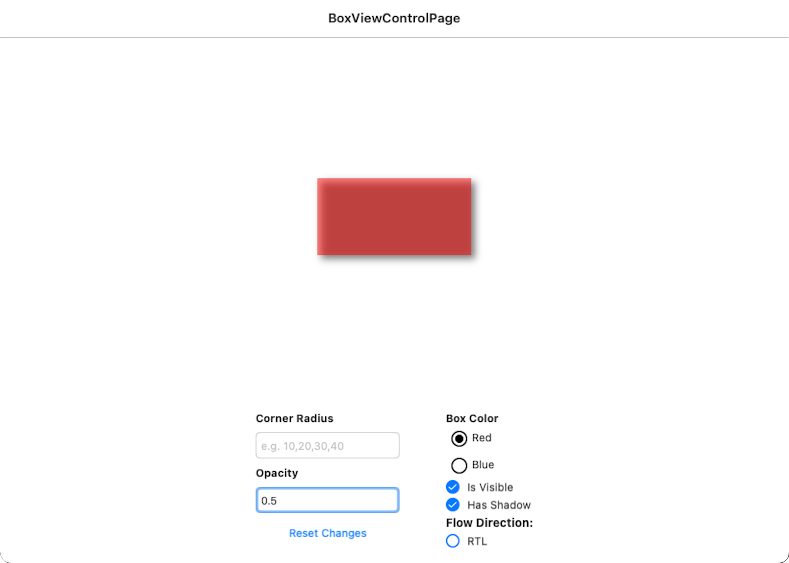 BoxViewControlPage
Corner Radius
e.g. 10,20,30,40
Opacity
0.5
Reset Changes
Box Color
Red
Blue
Is Visible
Has Shadow
Flow Direction:
RTL